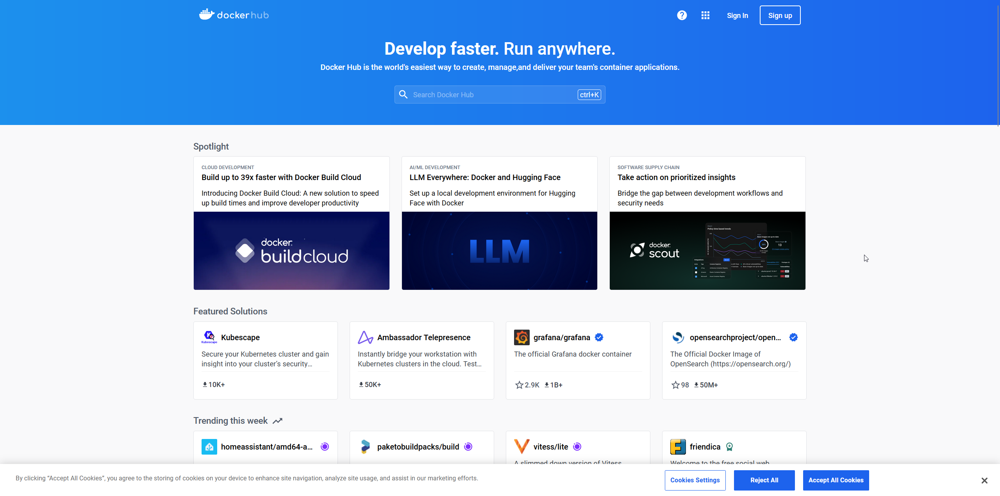 docker hub
Sign In
Sign up
Develop faster. Run anywhere.
Docker Hub is the world's easiest way to create, manage,and deliver your team's container applications.
Search Docker Hub
ctrl+K
Spotlight
CLOUD DEVELOPMENT
Build up to 39x faster with Docker Build Cloud
Introducing Docker Build Cloud: A new solution to speed
up build times and improve developer productivity
docker
build cloud
AI/ML DEVELOPMENT
LLM Everywhere: Docker and Hugging Face
Set up a local development environment for Hugging
Face with Docker
LLM
SOFTWARE SUPPLY CHAIN
Take action on prioritized insights
Bridge the gap between development workflows and
security needs
docker
scout
Policy time based trends
Base images not up-to-date
36%
13
Integrations
Featured Solutions
Kubescape
Kubescape
Secure your Kubernetes cluster and gain
insight into your cluster’s security…
10K+
Ambassador Telepresence
Instantly bridge your workstation with
Kubernetes clusters in the cloud. Test…
50K+
grafana/grafana
The official Grafana docker container
2.9K
1B+
opensearchproject/open...
The Official Docker Image of
OpenSearch (https://opensearch.org/)
98
50M+
Trending this week
homeassistant/amd64-a...
paketobuildpacks/build
vitess/lite
A slimmed down version of Vitess
friendica
Welcome to the free social web
By clicking “Accept All Cookies”, you agree to the storing of cookies on your device to enhance site navigation, analyze site usage, and assist in our marketing efforts.
Cookies Settings
Reject All
Accept All Cookies